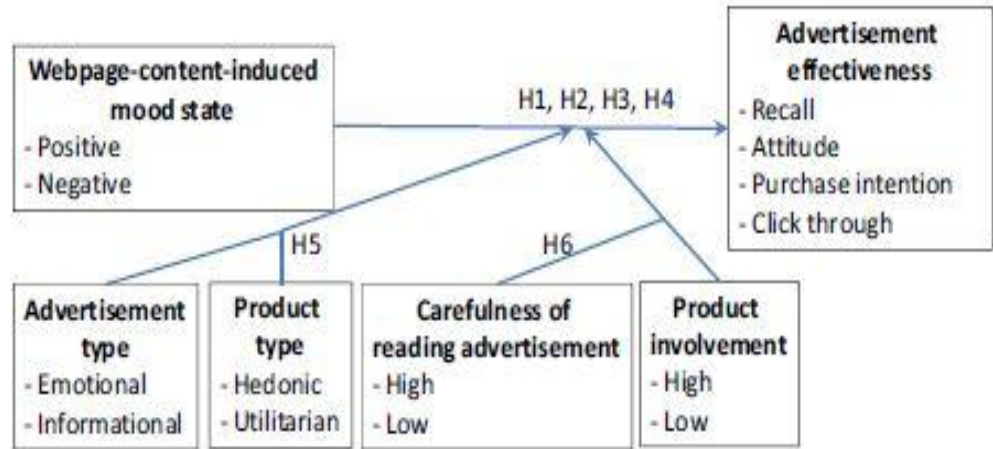 Webpage-content-induced
mood state
- Positive
- Negative
H1, H2, H3, H4
Advertisement
effectiveness
- Recall
- Attitude
- Purchase intention
- Click through
H5
H6
Advertisement
type
- Emotional
- Informational
Product
type
- Hedonic
- Utilitarian
Carefulness of
reading advertisement
- High
- Low
Product
involvement
- High
- Low